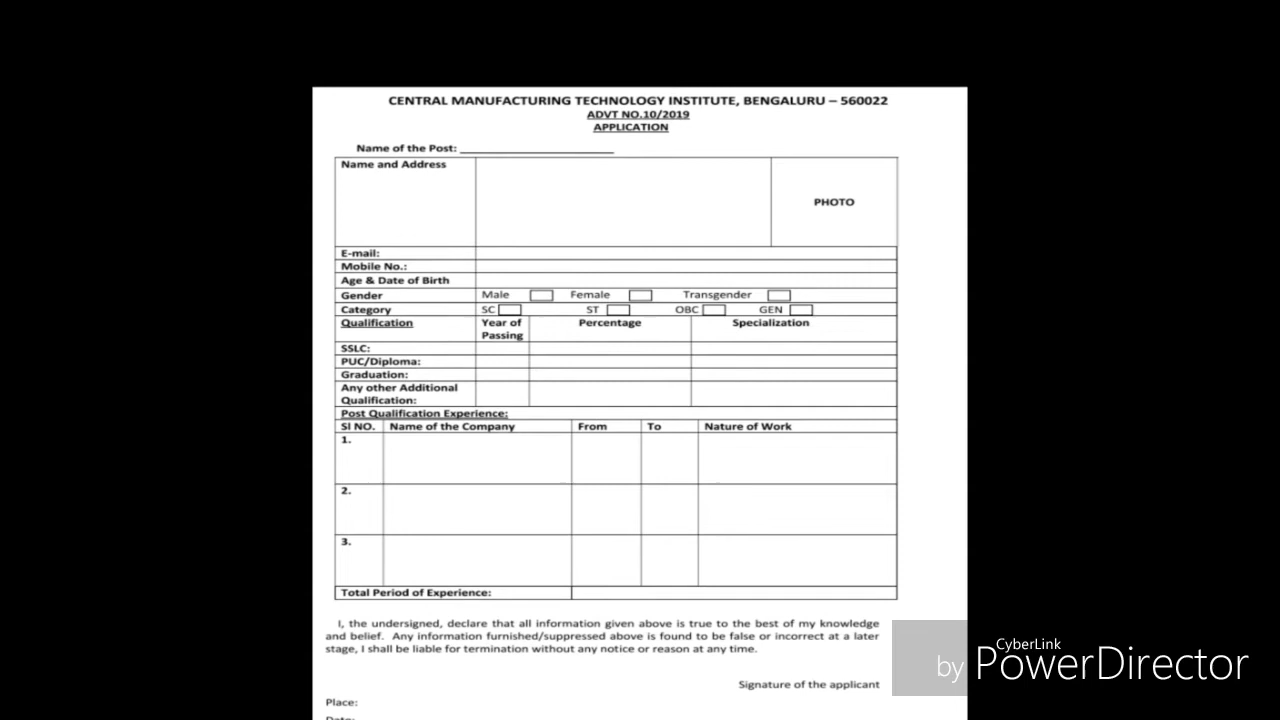 CENTRAL MANUFACTURING TECHNOLOGY INSTITUTE, BENGALURU – 560022
ADVT NO.10/2019
APPLICATION
Name of the Post: ______________________
Name and Address
PHOTO
E-mail:
Mobile No.:
Age & Date of Birth
Gender Male Female Transgender
Category SC ST OBC GEN
Qualification Year of Passing Percentage Specialization
SSLC:
PUC/Diploma:
Graduation:
Any other Additional
Qualification:
Post Qualification Experience:
Sl NO. Name of the Company From To Nature of Work
1.
2.
3.
Total Period of Experience:
I, the undersigned, declare that all information given above is true to the best of my knowledge
and belief. Any information furnished/suppressed above is found to be false or incorrect at a later
stage, I shall be liable for termination without any notice or reason at any time.
Signature of the applicant
Place:
Date:
by CyberLink PowerDirector